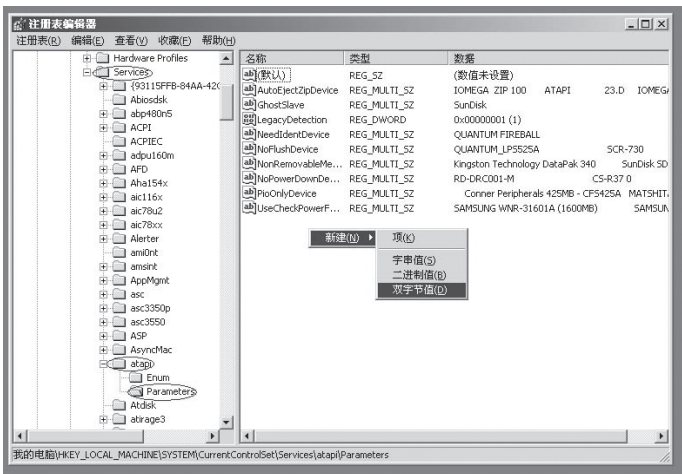 注册表编辑器
注册表(R) 编辑(E) 查看(V) 收藏(F) 帮助(H)
Hardware Profiles
Services
{93115FFB-84AA-42C
Abiosdsk
abp480n5
ACPI
ACPIEC
adpu160m
AFD
Aha154x
aic116x
aic78u2
aic78xx
Alerter
ami0nt
amsint
AppMgmt
asc
asc3350p
asc3550
ASP
AsyncMac
atapi
Enum
Parameters
Atdisk
atirage3
名称 类型 数据
(默认) REG_SZ (数值未设置)
AutoEjectZipDevice REG_MULTI_SZ IOMEGA ZIP 100 ATAPI 23.D IOMEGA
GhostSlave REG_MULTI_SZ SunDisk
LegacyDetection REG_DWORD 0x00000001 (1)
NeedIdentDevice REG_MULTI_SZ QUANTUM FIREBALL
NoFlushDevice REG_MULTI_SZ QUANTUM_LPS525A SCR-730
NonRemovableMe... REG_MULTI_SZ Kingston Technology DataPak 340 SunDisk SD
NoPowerDownDe... REG_MULTI_SZ RD-DRC001-M CS-R37 0
PioOnlyDevice REG_MULTI_SZ Conner Peripherals 425MB - CFS425A MATSHIT
UseCheckPowerF... REG_MULTI_SZ SAMSUNG WNR-31601A (1600MB) SAMSUN
新建(N) 项(K)
字串值(S)
二进制值(B)
双字节值(D)
我的电脑\HKEY_LOCAL_MACHINE\SYSTEM\CurrentControlSet\Services\atapi\Parameters